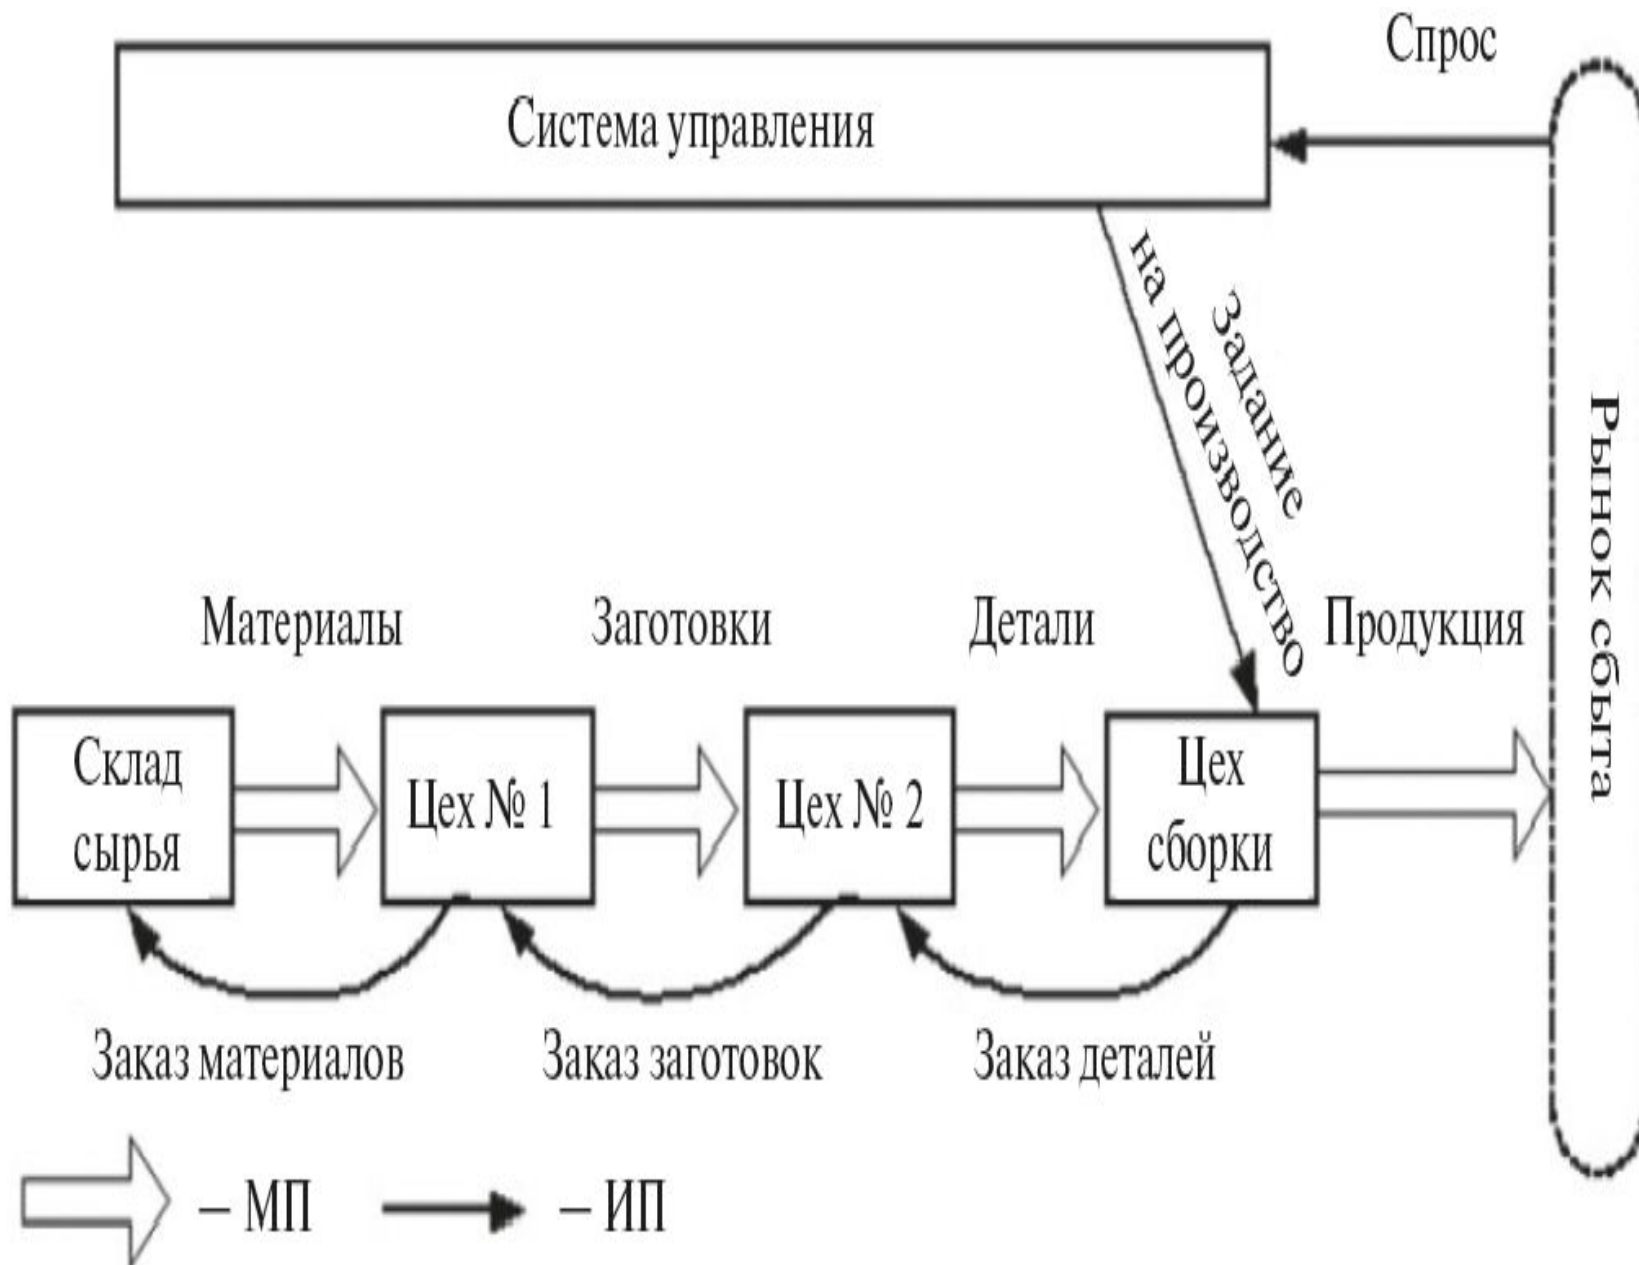 Спрос
Система управления
Задание
на производство
Рынок сбыта
Материалы
Заготовки
Детали
Продукция
Склад
сырья
Цех № 1
Цех № 2
Цех
сборки
Заказ материалов
Заказ заготовок
Заказ деталей
– МП
– ИП